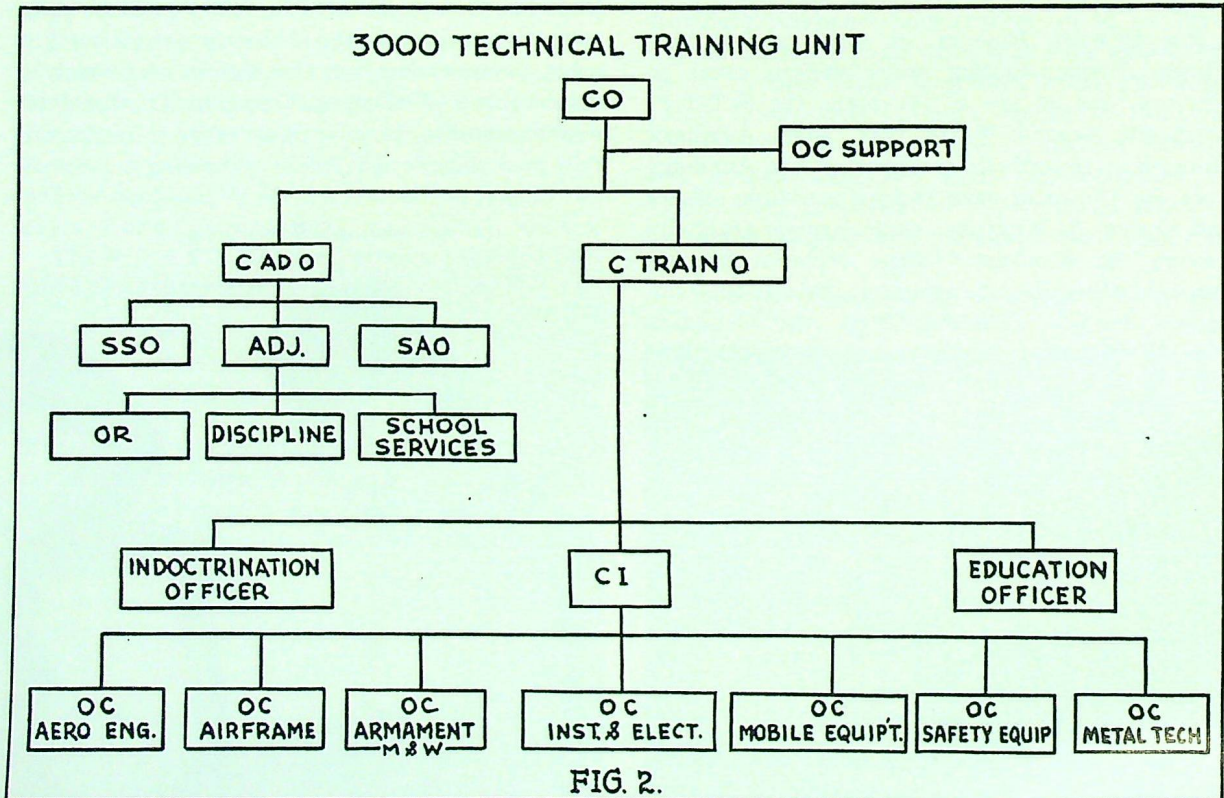 3000 TECHNICAL TRAINING UNIT
CO
OC SUPPORT
C AD O
C TRAIN O
SSO
ADJ.
SAO
OR
DISCIPLINE
SCHOOL
SERVICES
INDOCTRINATION
OFFICER
C I
EDUCATION
OFFICER
OC
AERO ENG.
OC
AIRFRAME
OC
ARMAMENT
M & W
OC
INST. & ELECT.
OC
MOBILE EQUIP'T.
OC
SAFETY EQUIP
OC
METAL TECH
FIG. 2.